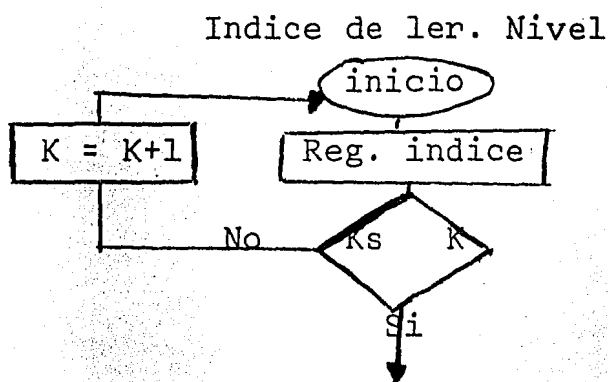 Indice de ler. Nivel
inicio
K = K+1
Reg. indice
No
Ks K
Si